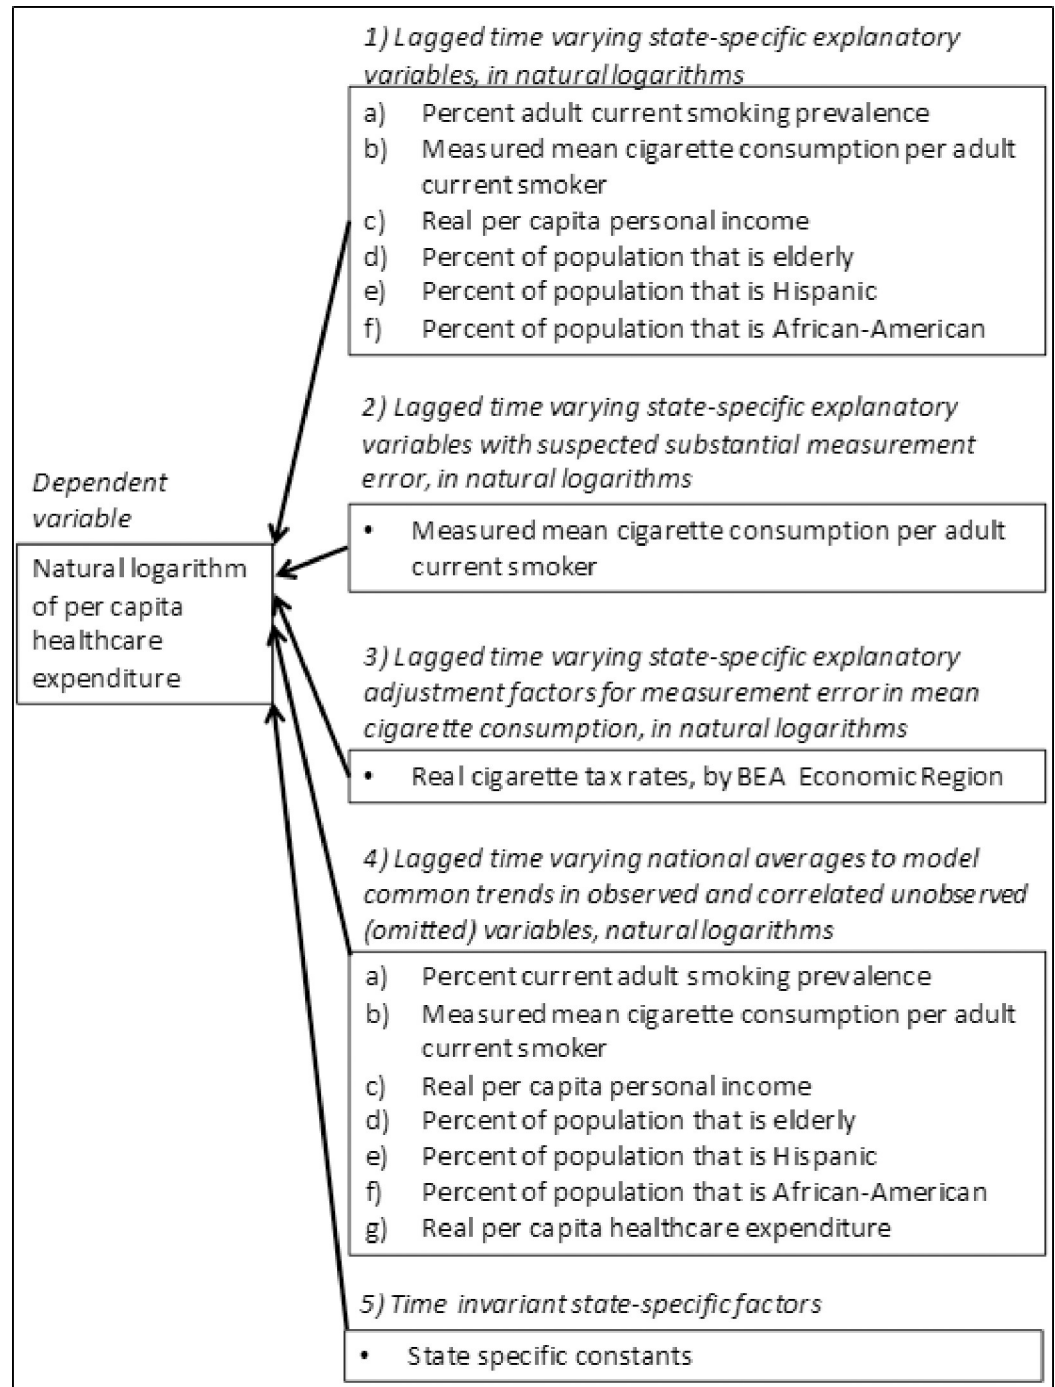 1) Lagged time varying state-specific explanatory
variables, in natural logarithms
a) Percent adult current smoking prevalence
b) Measured mean cigarette consumption per adult
current smoker
c) Real per capita personal income
d) Percent of population that is elderly
e) Percent of population that is Hispanic
f) Percent of population that is African-American
2) Lagged time varying state-specific explanatory
variables with suspected substantial measurement
error, in natural logarithms
• Measured mean cigarette consumption per adult
current smoker
Dependent
variable
Natural logarithm
of per capita
healthcare
expenditure
3) Lagged time varying state-specific explanatory
adjustment factors for measurement error in mean
cigarette consumption, in natural logarithms
• Real cigarette tax rates, by BEA Economic Region
4) Lagged time varying national averages to model
common trends in observed and correlated unobserved
(omitted) variables, natural logarithms
a) Percent current adult smoking prevalence
b) Measured mean cigarette consumption per adult
current smoker
c) Real per capita personal income
d) Percent of population that is elderly
e) Percent of population that is Hispanic
f) Percent of population that is African-American
g) Real per capita healthcare expenditure
5) Time invariant state-specific factors
• State specific constants